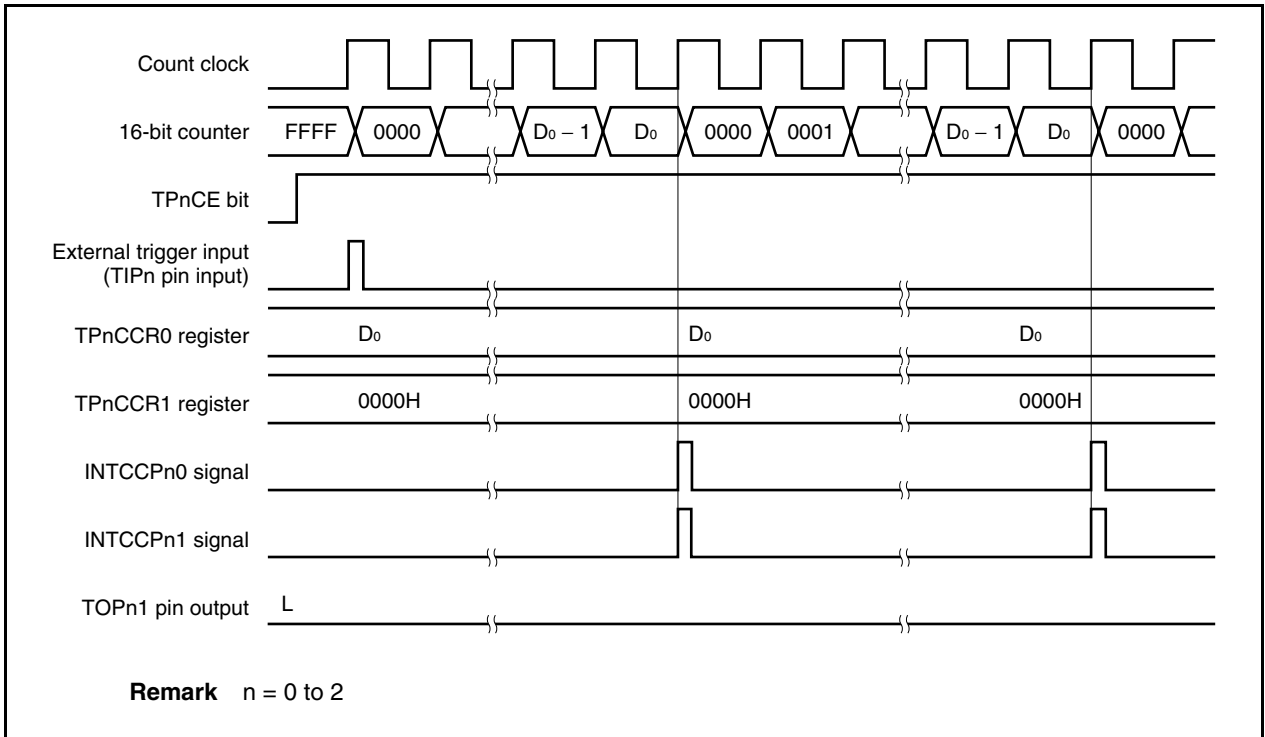 Count clock
16-bit counter FFFF 0000 D0 − 1 D0 0000 0001 D0 − 1 D0 0000
TPnCE bit
External trigger input
(TIPn pin input)
TPnCCR0 register D0 D0 D0
TPnCCR1 register 0000H 0000H 0000H
INTCCPn0 signal
INTCCPn1 signal
TOPn1 pin output L
Remark n = 0 to 2